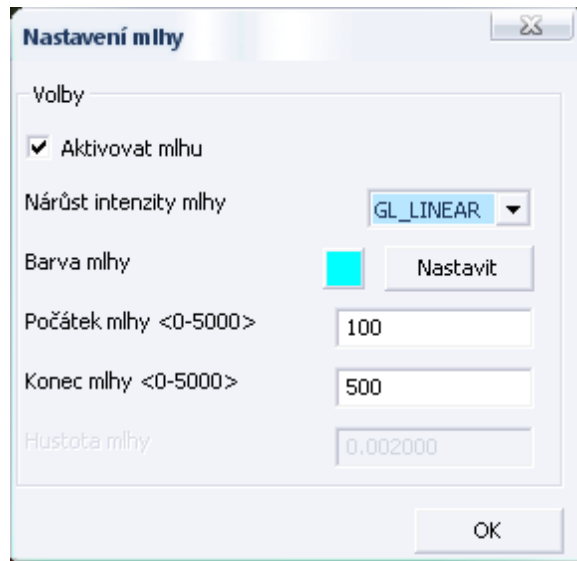 Nastavení mlhy
Volby
Aktivovat mlhu
Nárůst intenzity mlhy GL_LINEAR
Barva mlhy Nastavit
Počátek mlhy <0-5000> 100
Konec mlhy <0-5000> 500
Hustota mlhy 0.002000
OK